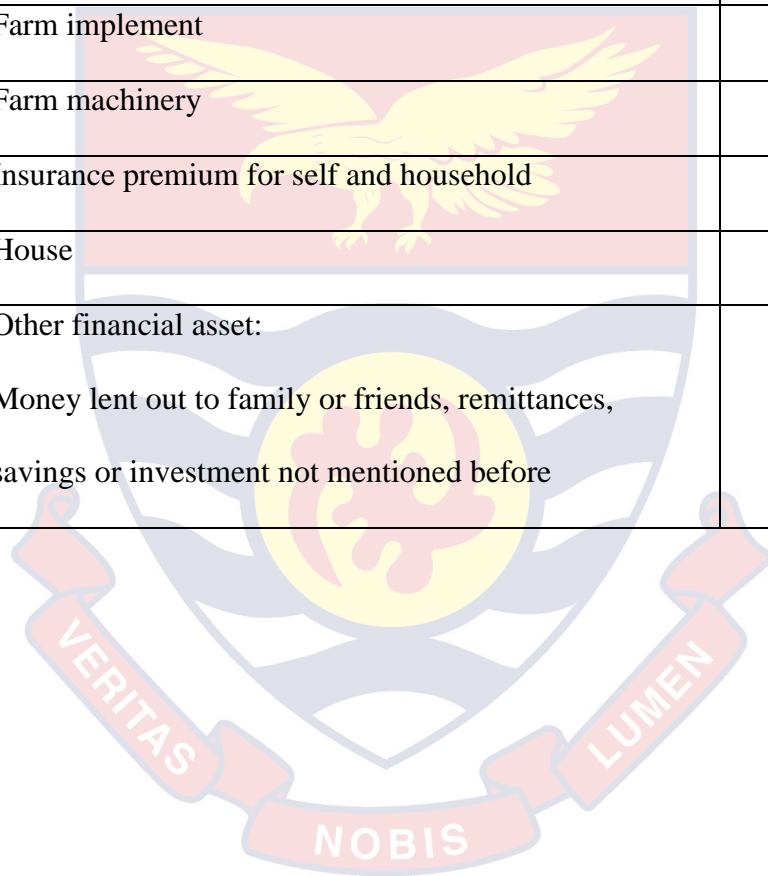 Farm implement
Farm machinery
Insurance premium for self and household
House
Other financial asset:
Money lent out to family or friends, remittances,
savings or investment not mentioned before
VERITAS
NOBIS
LUMEN